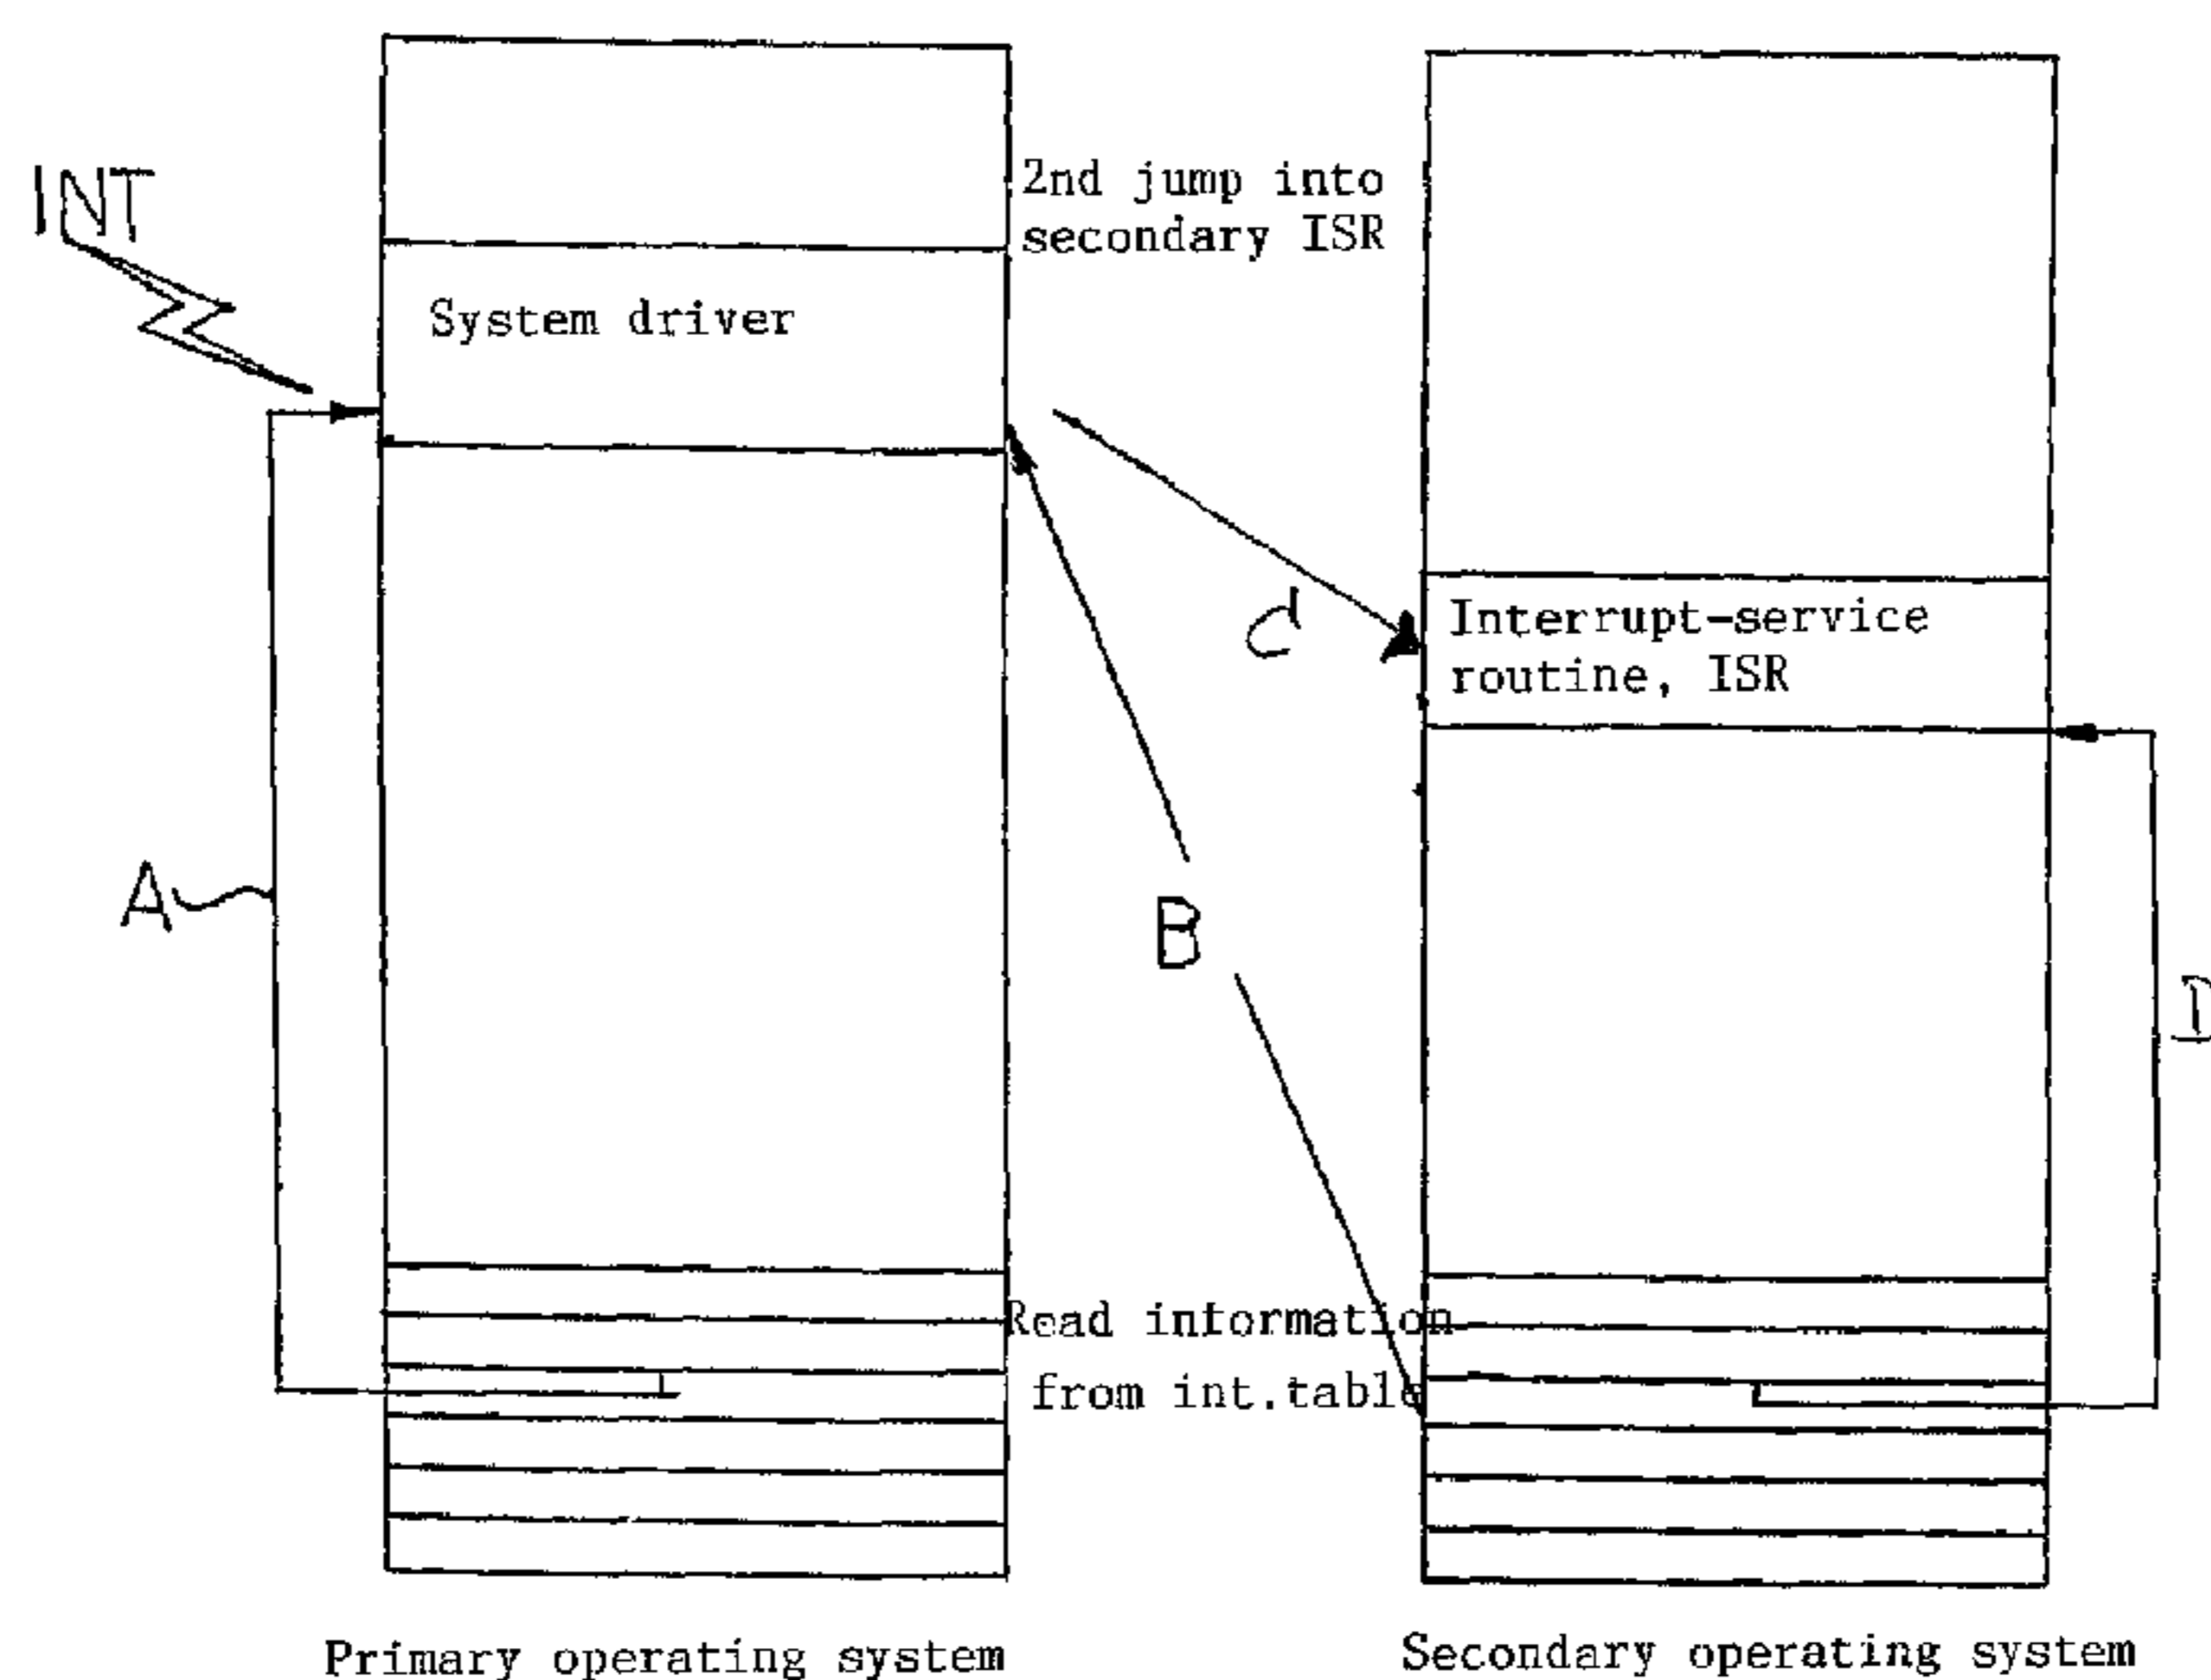 INT
2nd jump into
secondary ISR
System driver
C
Interrupt-service
routine, ISR
A
B
D
Read information
from int.table
Primary operating system
Secondary operating system